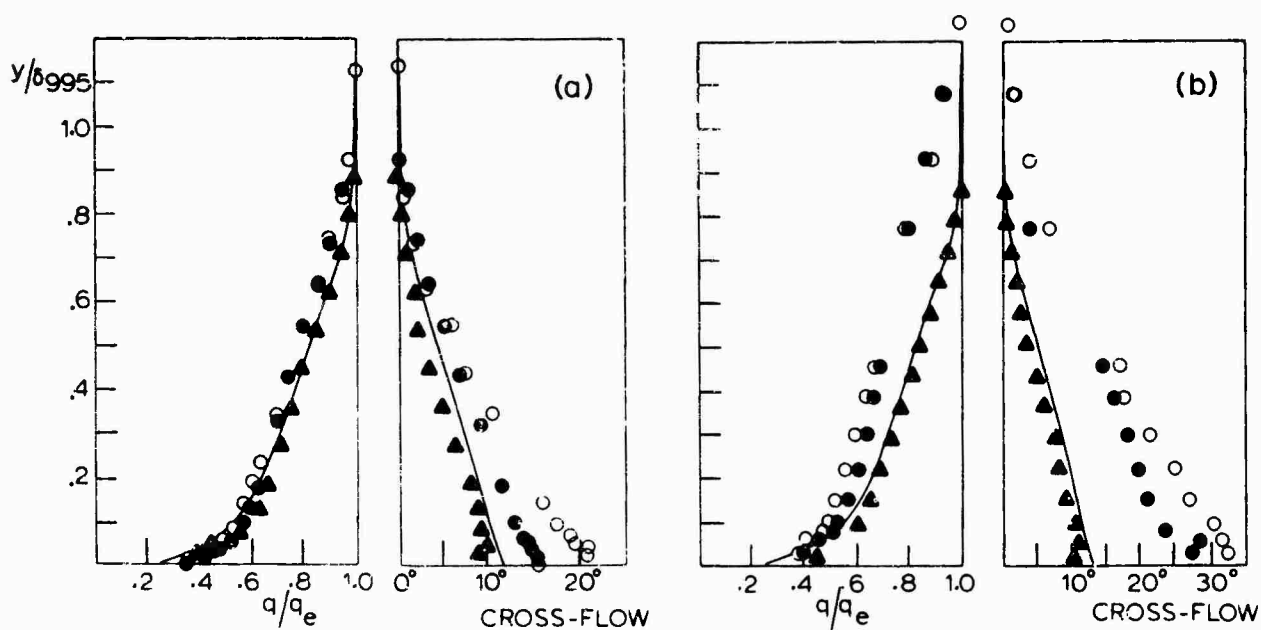 y/δ995
(a)
(b)
1.0
.8
.6
.4
.2
.2 .4 .6 .8 1.0
0° 10° 20°
.2 .4 .6 .8 1.0
10° 20° 30°
q/qe
CROSS-FLOW
q/qe
CROSS-FLOW